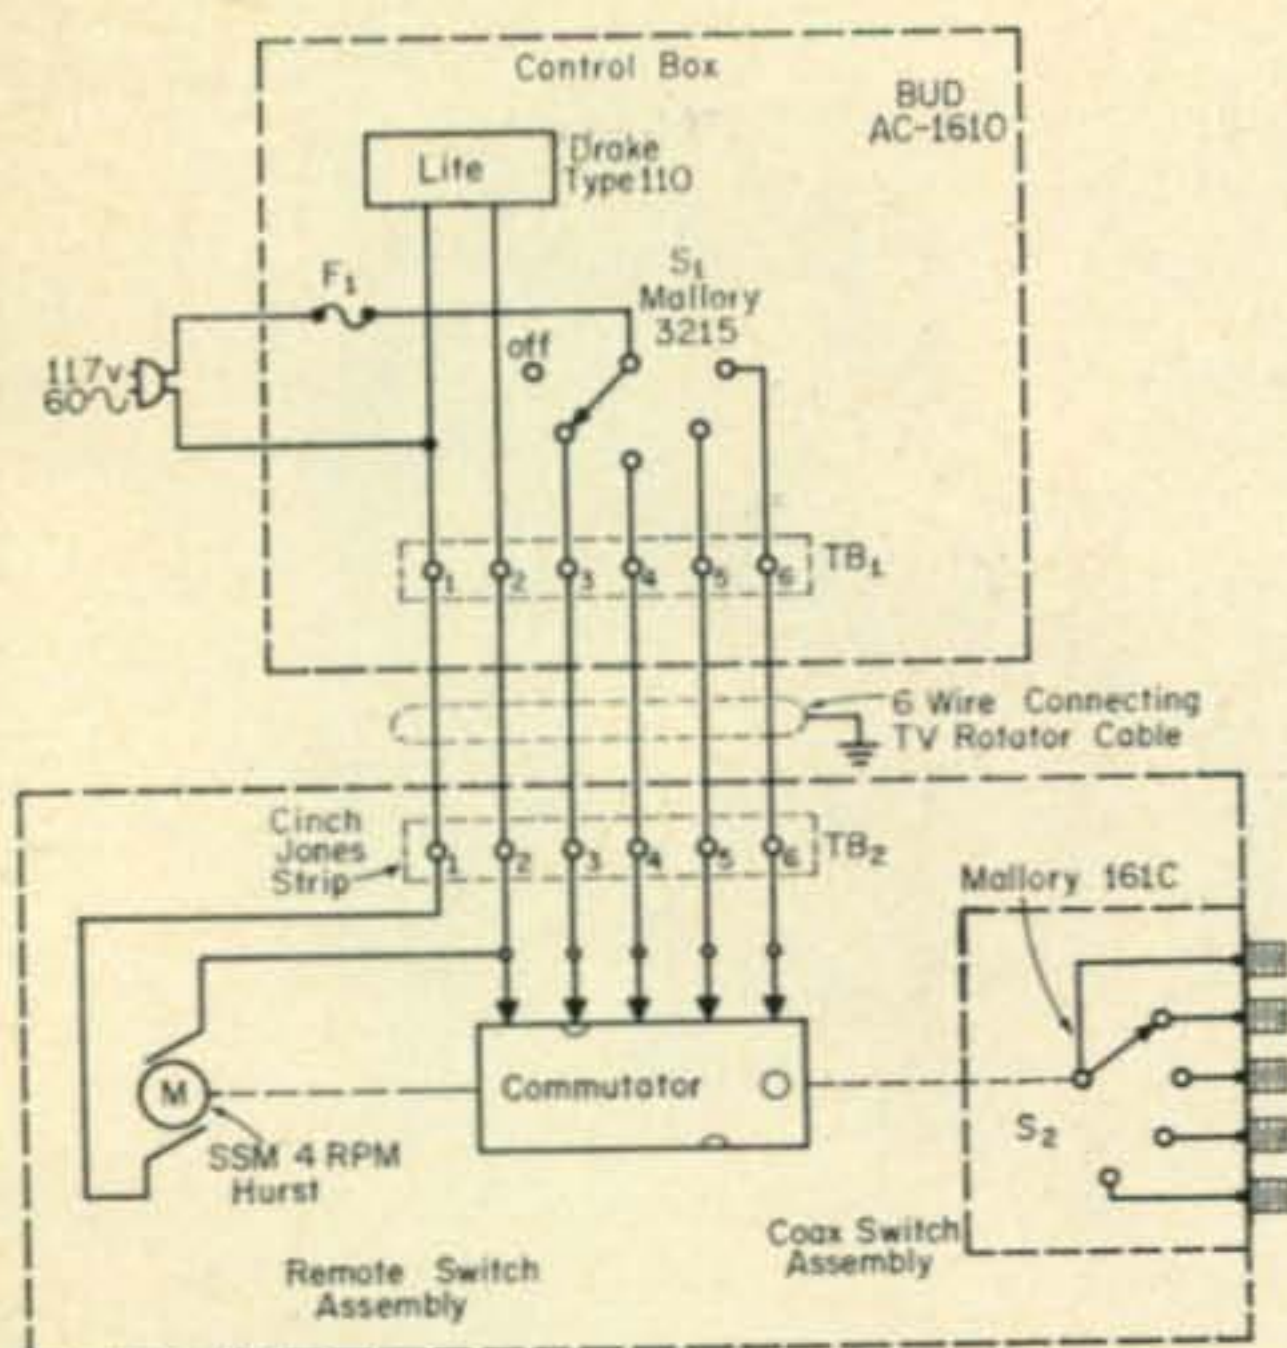 Control Box
BUD
AC-1610
Lite
Drake
Type 110
F1
S1
Mallory
3215
off
117v
60
1 2 3 4 5 6
TB1
6 Wire Connecting
TV Rotator Cable
Cinch
Jones
Strip
1 2 3 4 5 6
TB2
Mallory 161C
Commutator
M
S2
SSM 4 RPM
Hurst
Coax Switch
Assembly
Remote Switch
Assembly